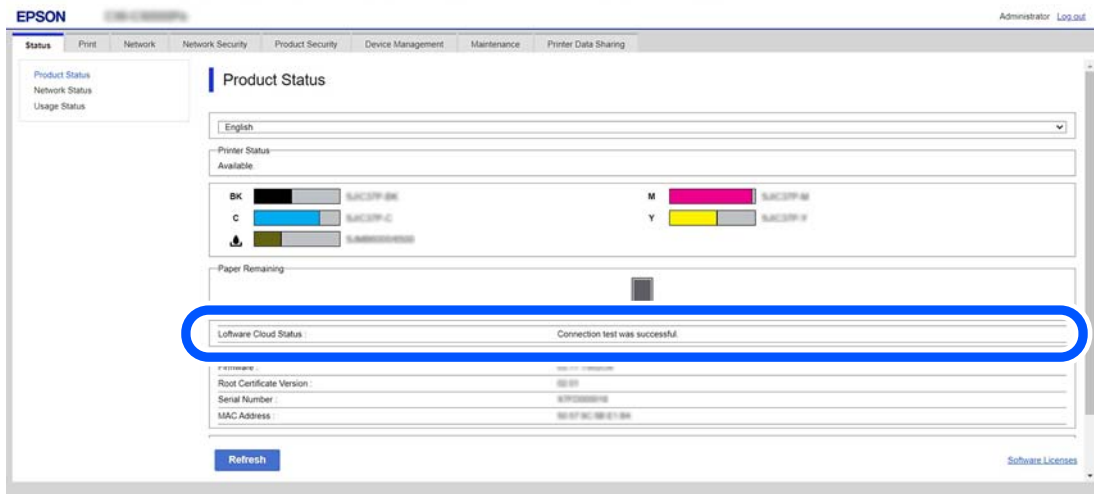 EPSON
Administrator Log out
Status Print Network Network Security Product Security Device Management Maintenance Printer Data Sharing
Product Status
Network Status
Usage Status
Product Status
English
Printer Status
Available
BK
M
C
Y
Paper Remaining
Loftware Cloud Status : Connection test was successful.
Firmware :
Root Certificate Version :
Serial Number :
MAC Address :
Refresh
Software Licenses